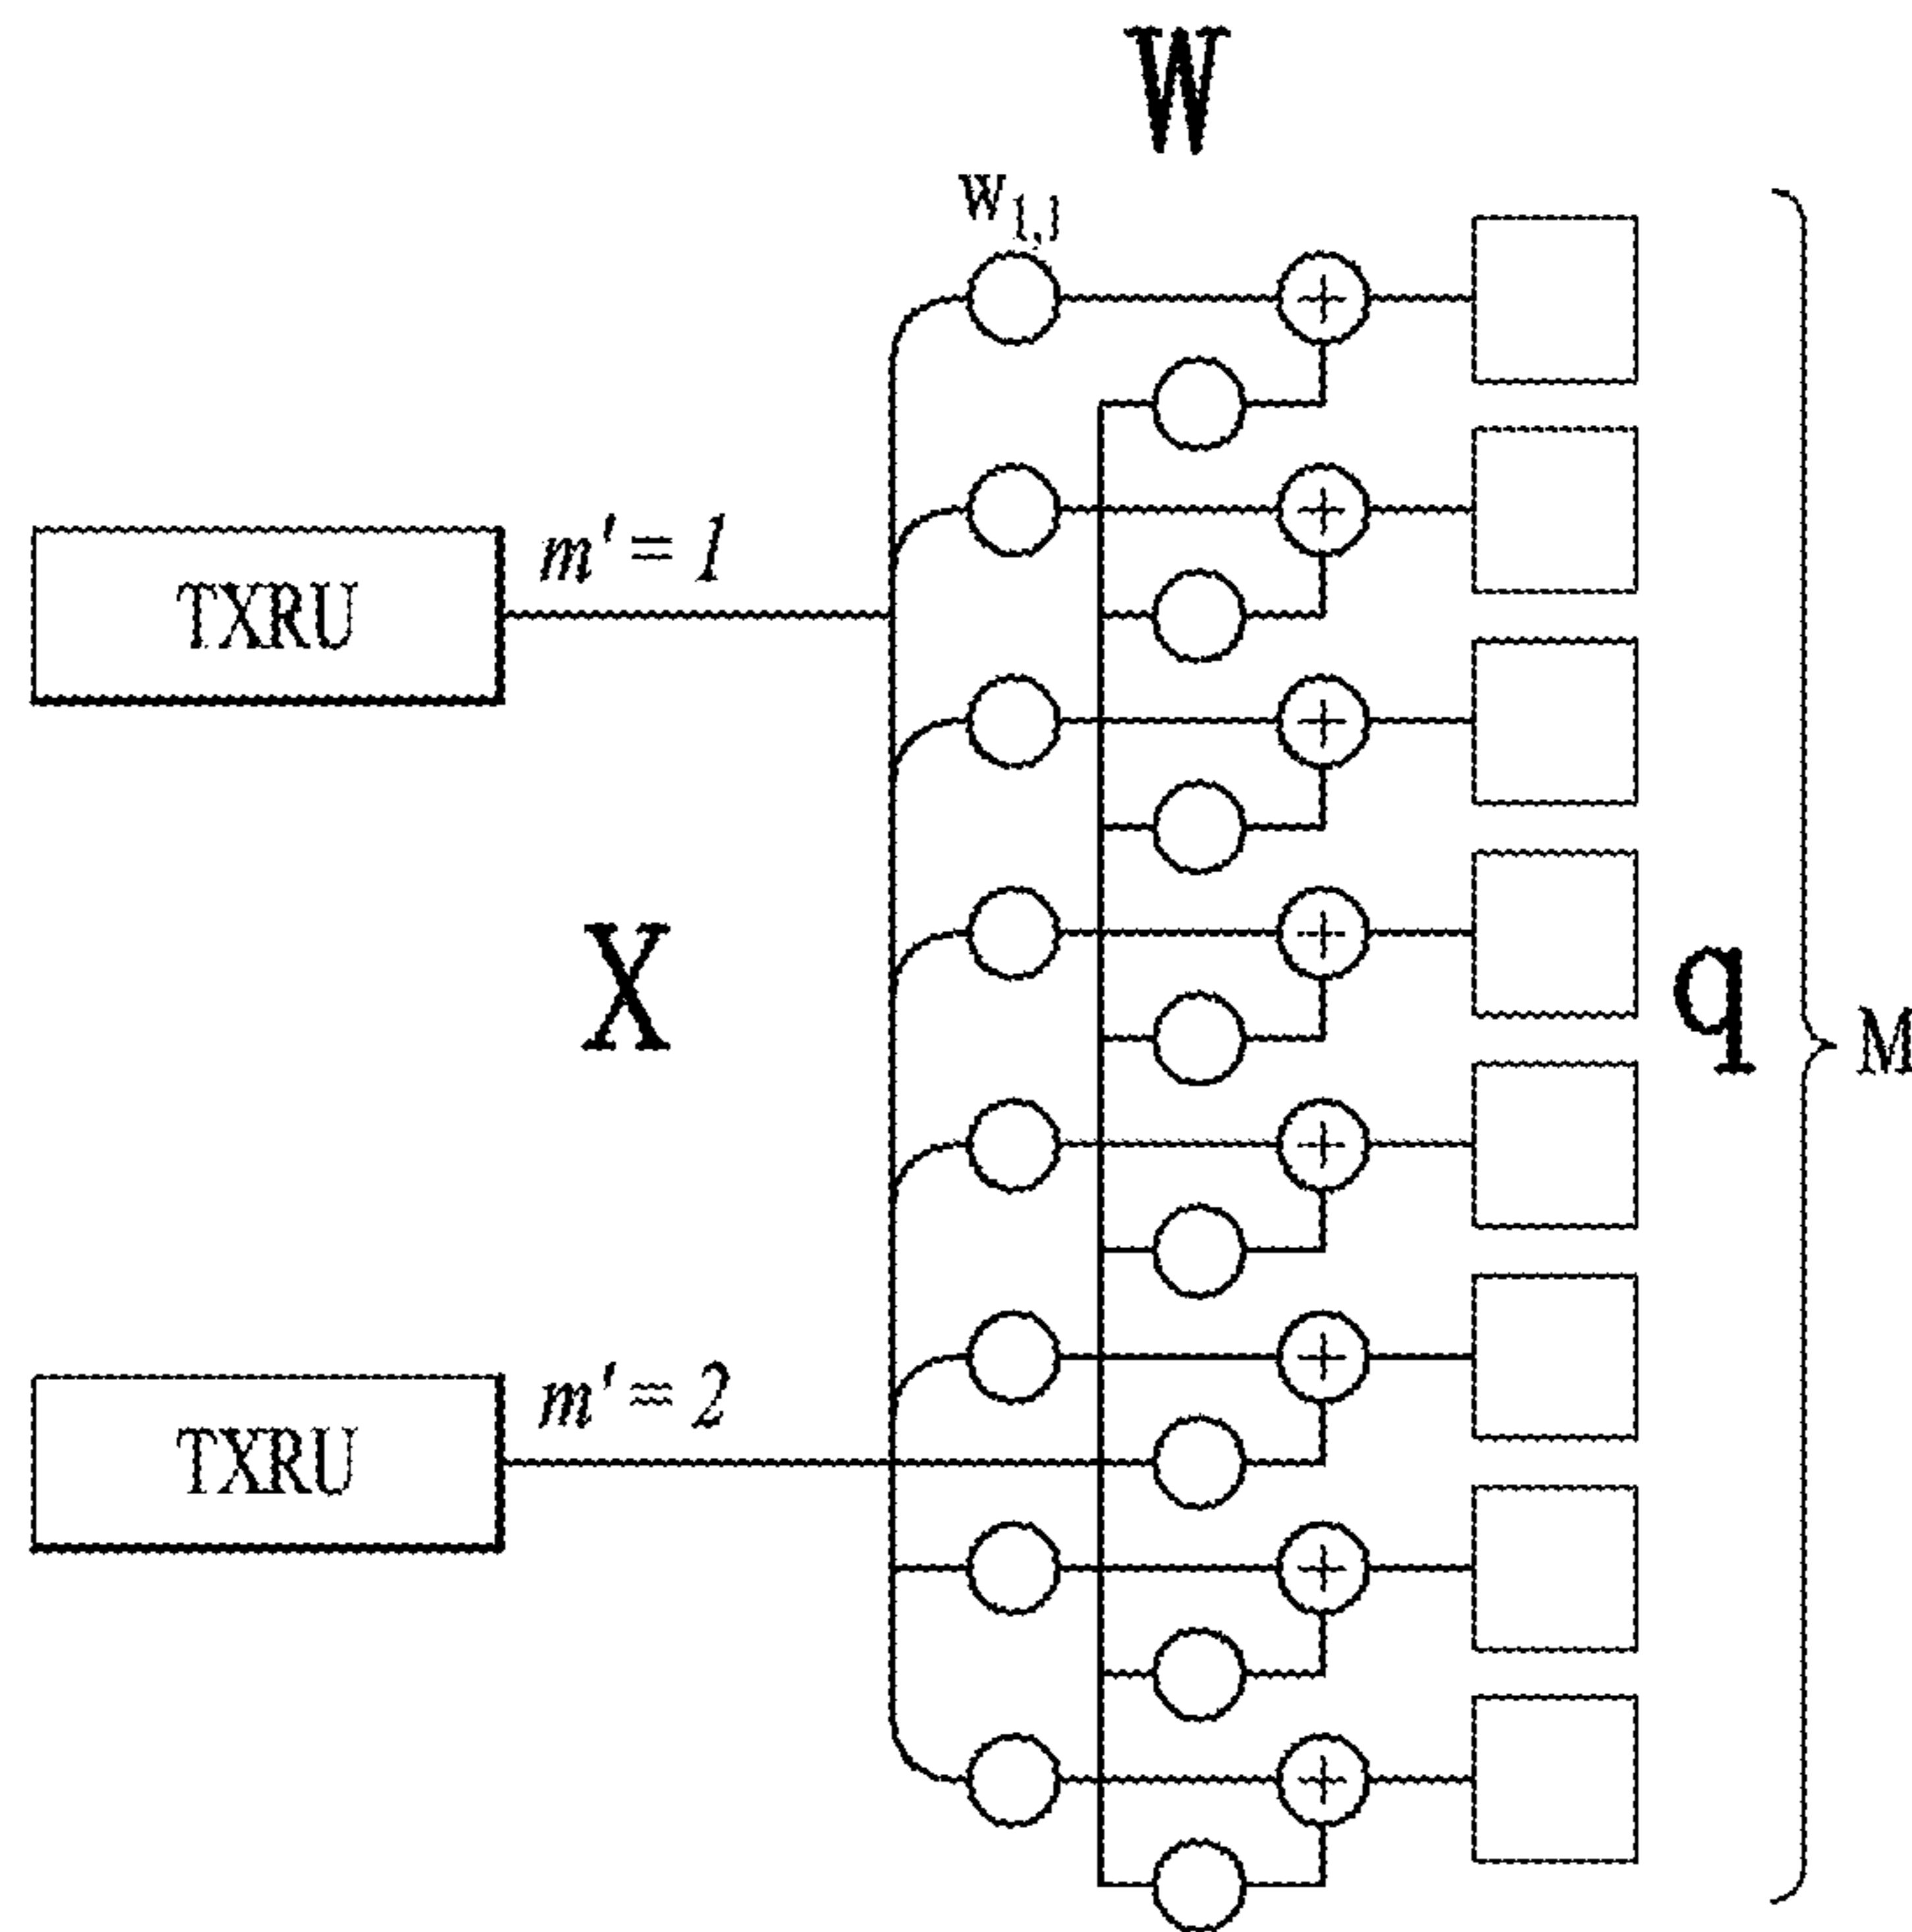 W
w1,1
TXRU
m' = 1
X
q
M
TXRU
m' = 2